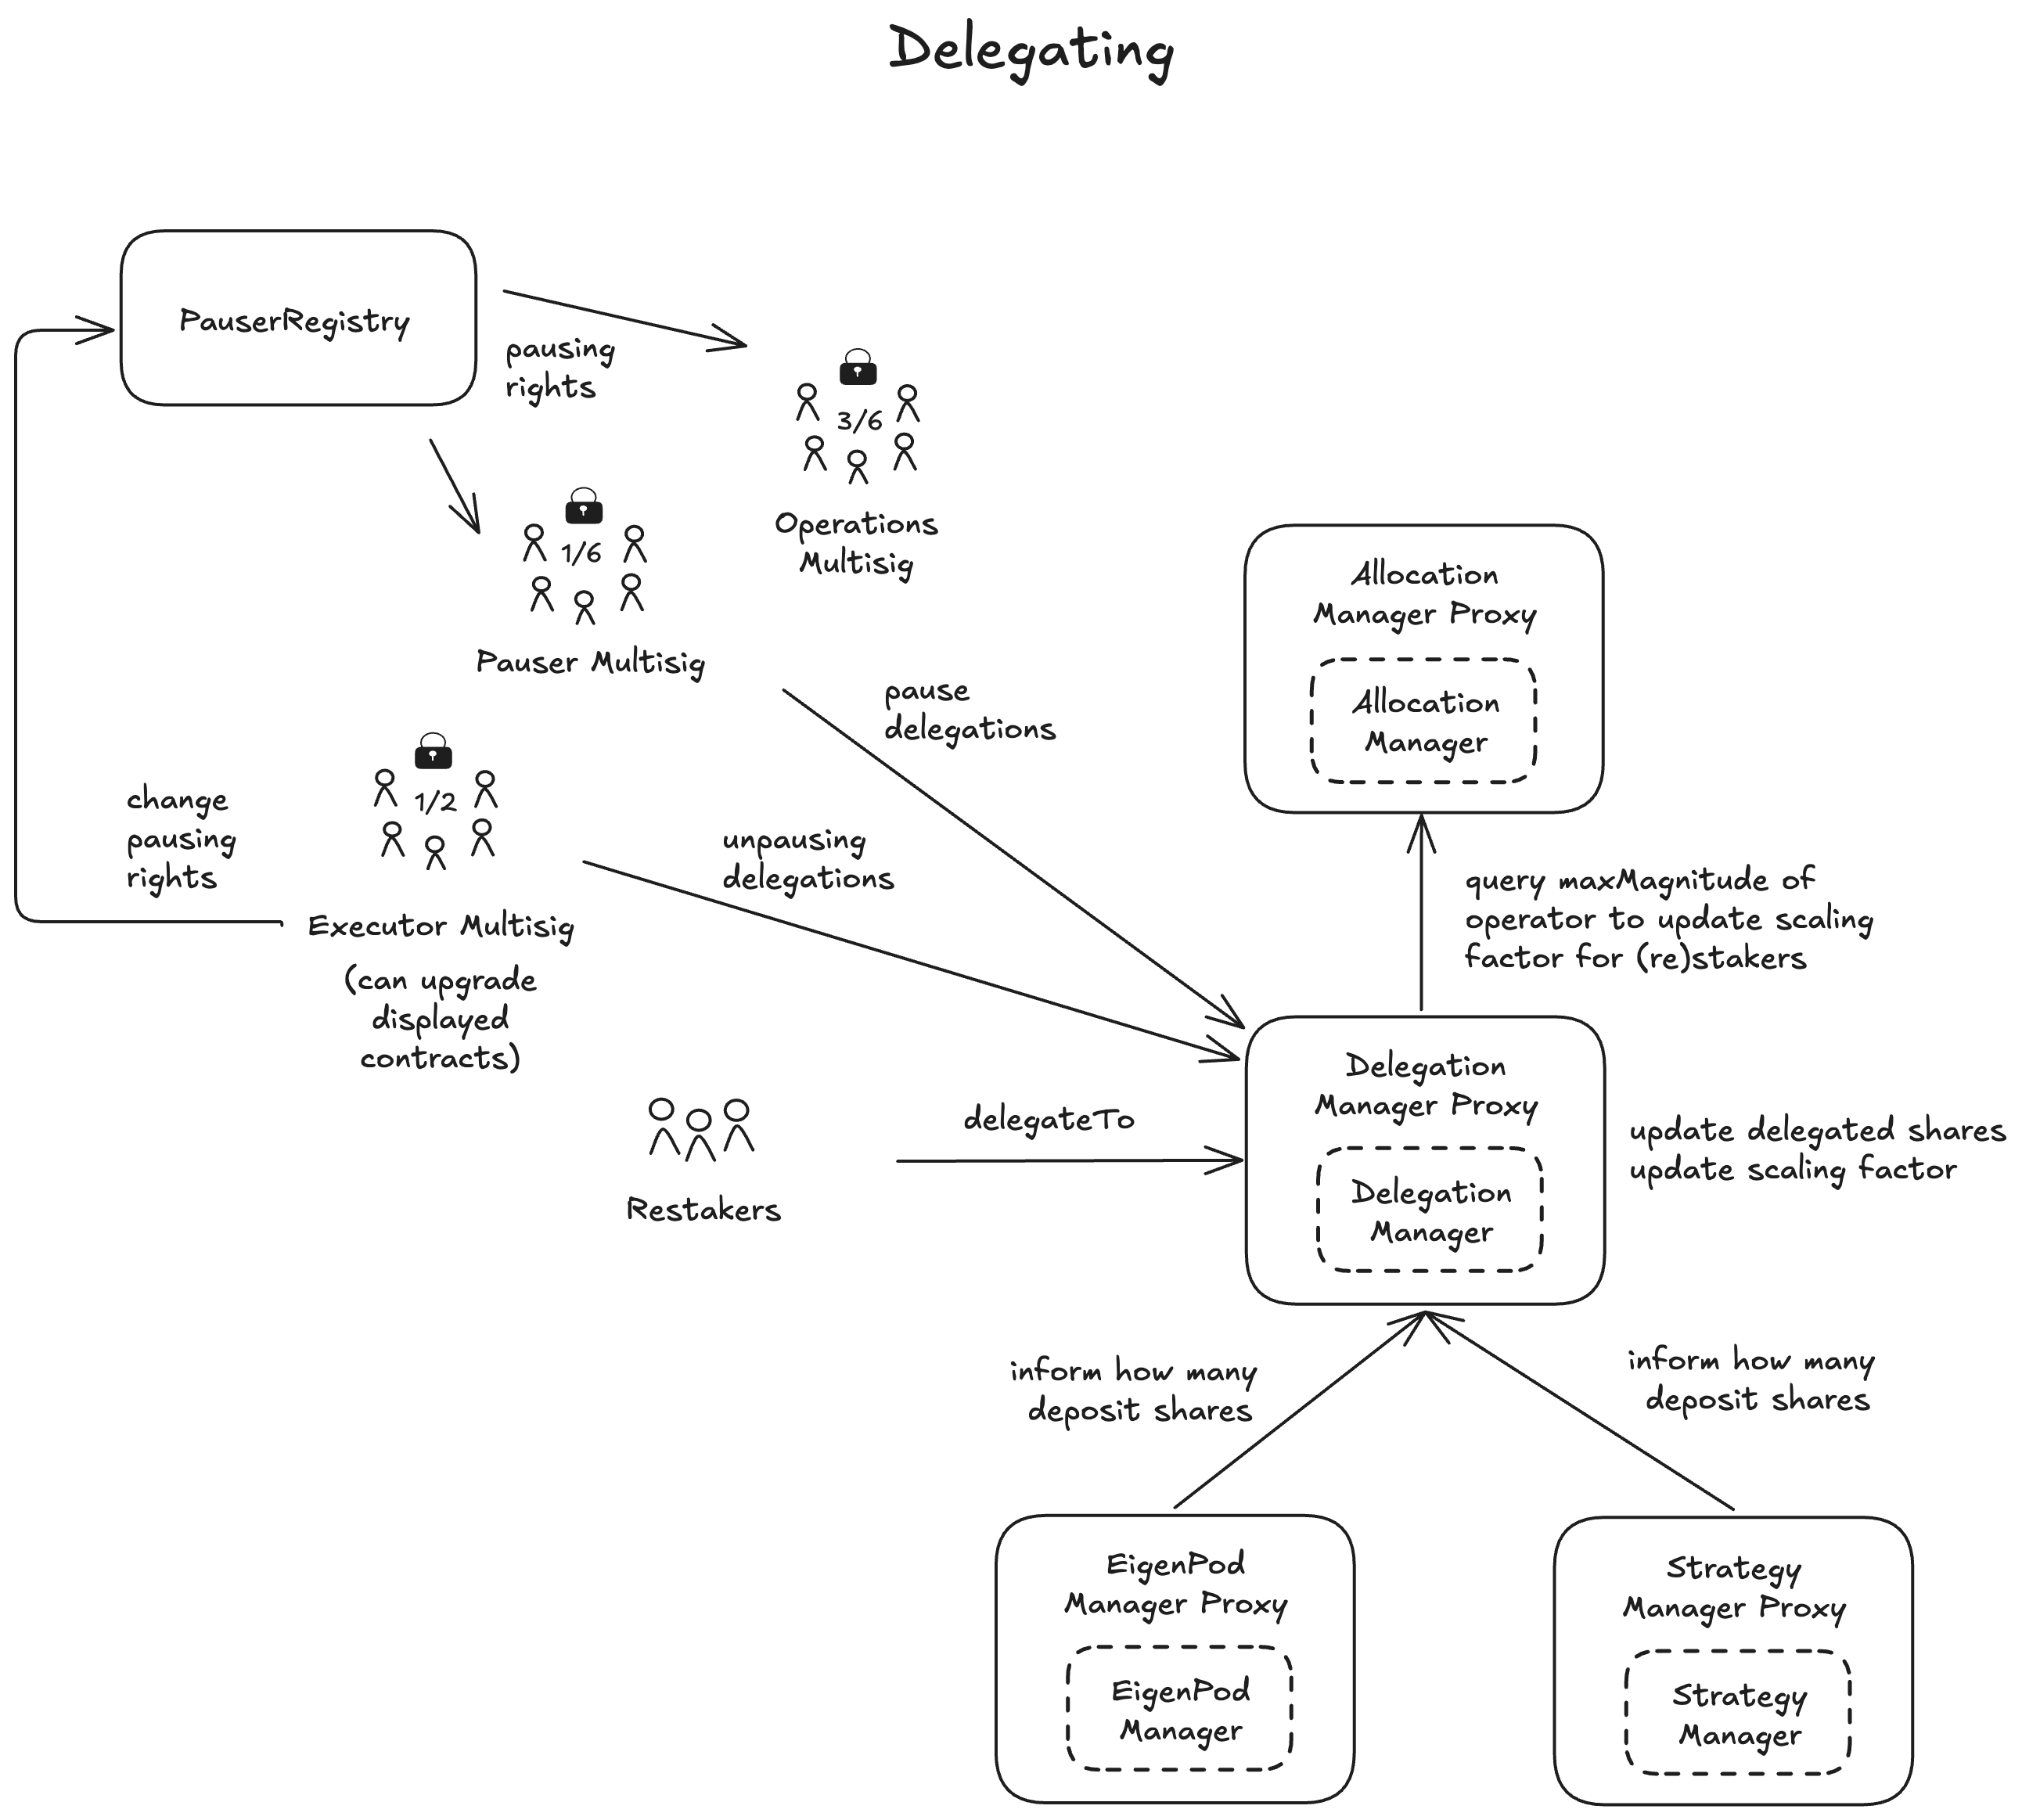 Delegating
PauserRegistry
pausing
rights
3/6
Operations
Multisig
1/6
Pauser Multisig
pause
delegations
Allocation
Manager Proxy
Allocation
Manager
change
pausing
rights
1/2
Executor Multisig
(can upgrade
displayed
contracts)
unpausing
delegations
query maxMagnitude of
operator to update scaling
factor for (re)stakers
Restakers
delegateTo
Delegation
Manager Proxy
Delegation
Manager
update delegated shares
update scaling factor
inform how many
deposit shares
inform how many
deposit shares
EigenPod
Manager Proxy
EigenPod
Manager
Strategy
Manager Proxy
Strategy
Manager